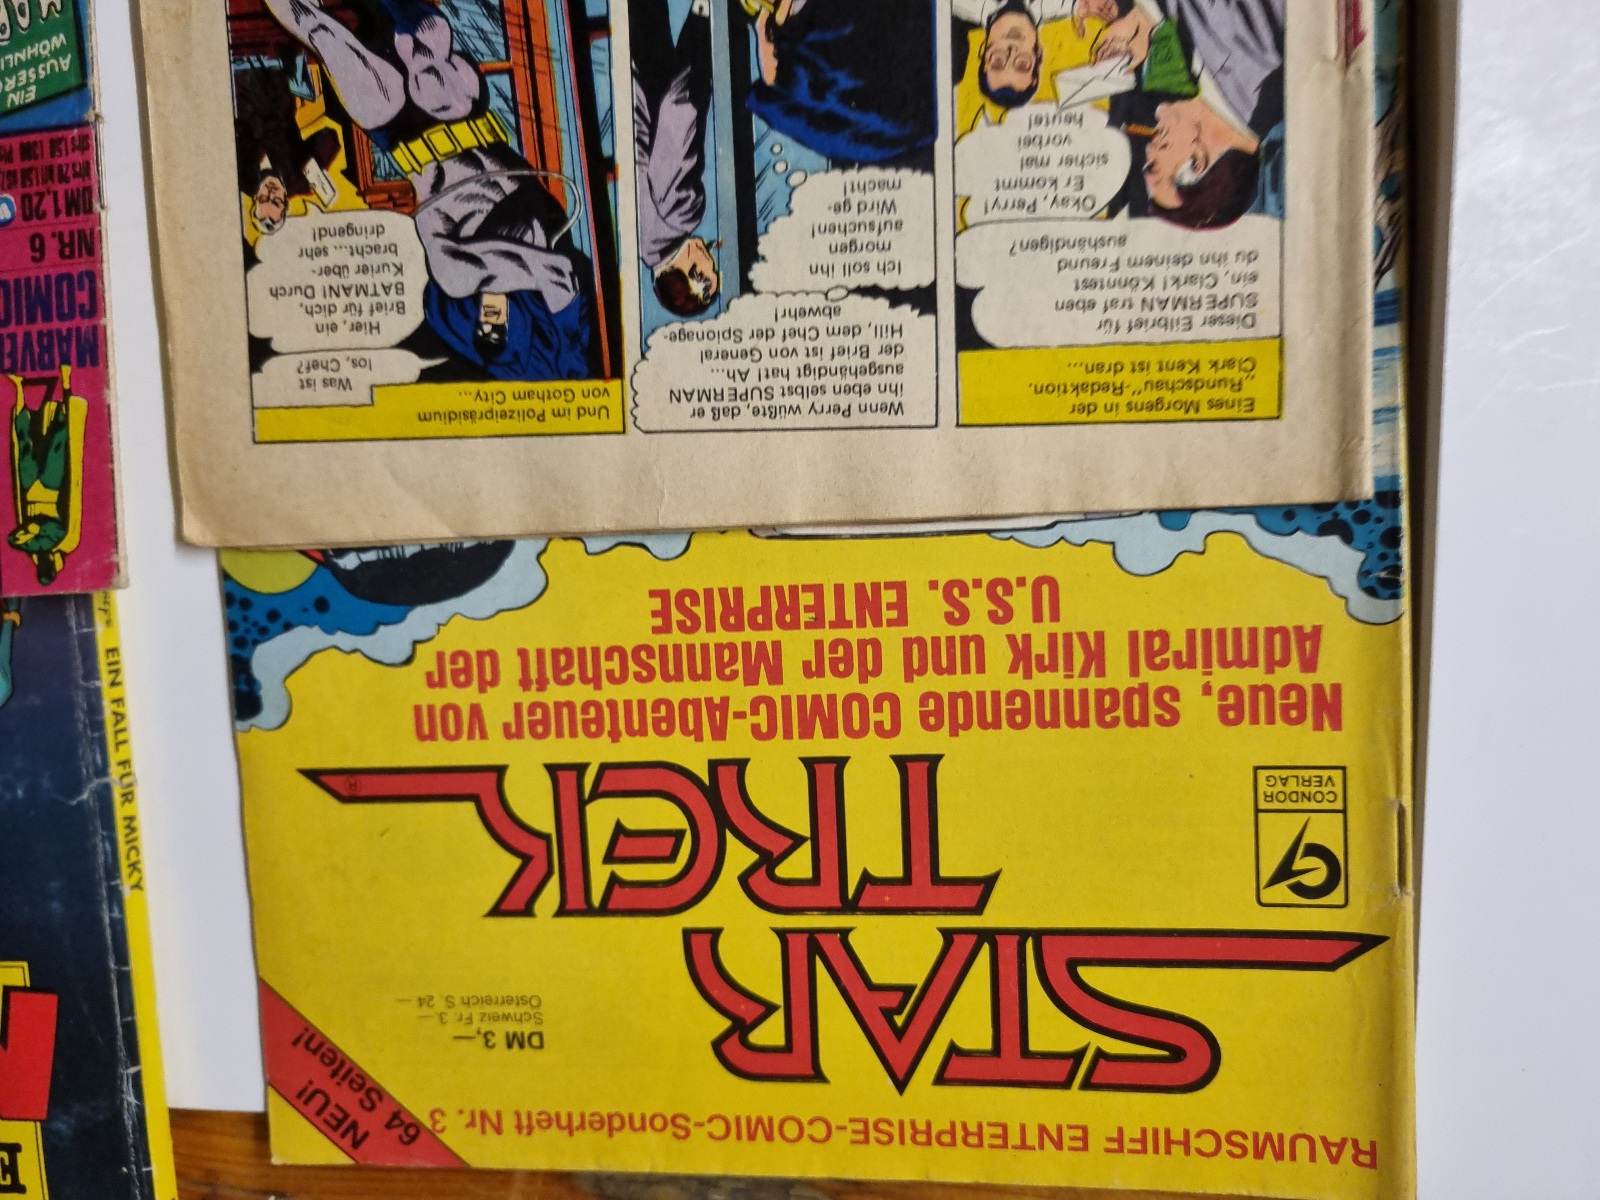 RAUMSCHIFF ENTERPRISE-COMIC-Sonderheft Nr. 3
NEU!
64 Seiten!
STAR
TREK
®
DM 3,—
Schweiz Fr. 3.—
Österreich S. 24—
CONDOR
VERLAG
Neue, spannende COMIC-Abenteuer von
Admiral Kirk und der Mannschaft der
U.S.S. ENTERPRISE
Eines Morgens in der
"Rundschau"-Redaktion.
Clark Kent ist dran...
Dieser Eilbrief für
SUPERMAN traf eben
ein, Clark! Könntest
du ihn deinem Freund
aushändigen?
Okay, Perry!
Er kommt
sicher mal
vorbei
heute!
Wenn Perry wüßte, daß er
ihn eben selbst SUPERMAN
ausgehändigt hat! Ah...
der Brief ist von General
Hill, dem Chef der Spionage-
abwehr!
Ich soll ihn
morgen
aufsuchen!
Wird ge-
macht!
Und im Polizeipräsidium
von Gotham City...
Was ist
los, Chef?
Hier, ein
Brief für dich,
BATMAN! Durch
Kurier über-
bracht... sehr
dringend!
MARVEL
COMIC
NR. 6
DM 1,20
EIN
AUSSERG
WÖHNLI
EIN FALL FÜR MICKY